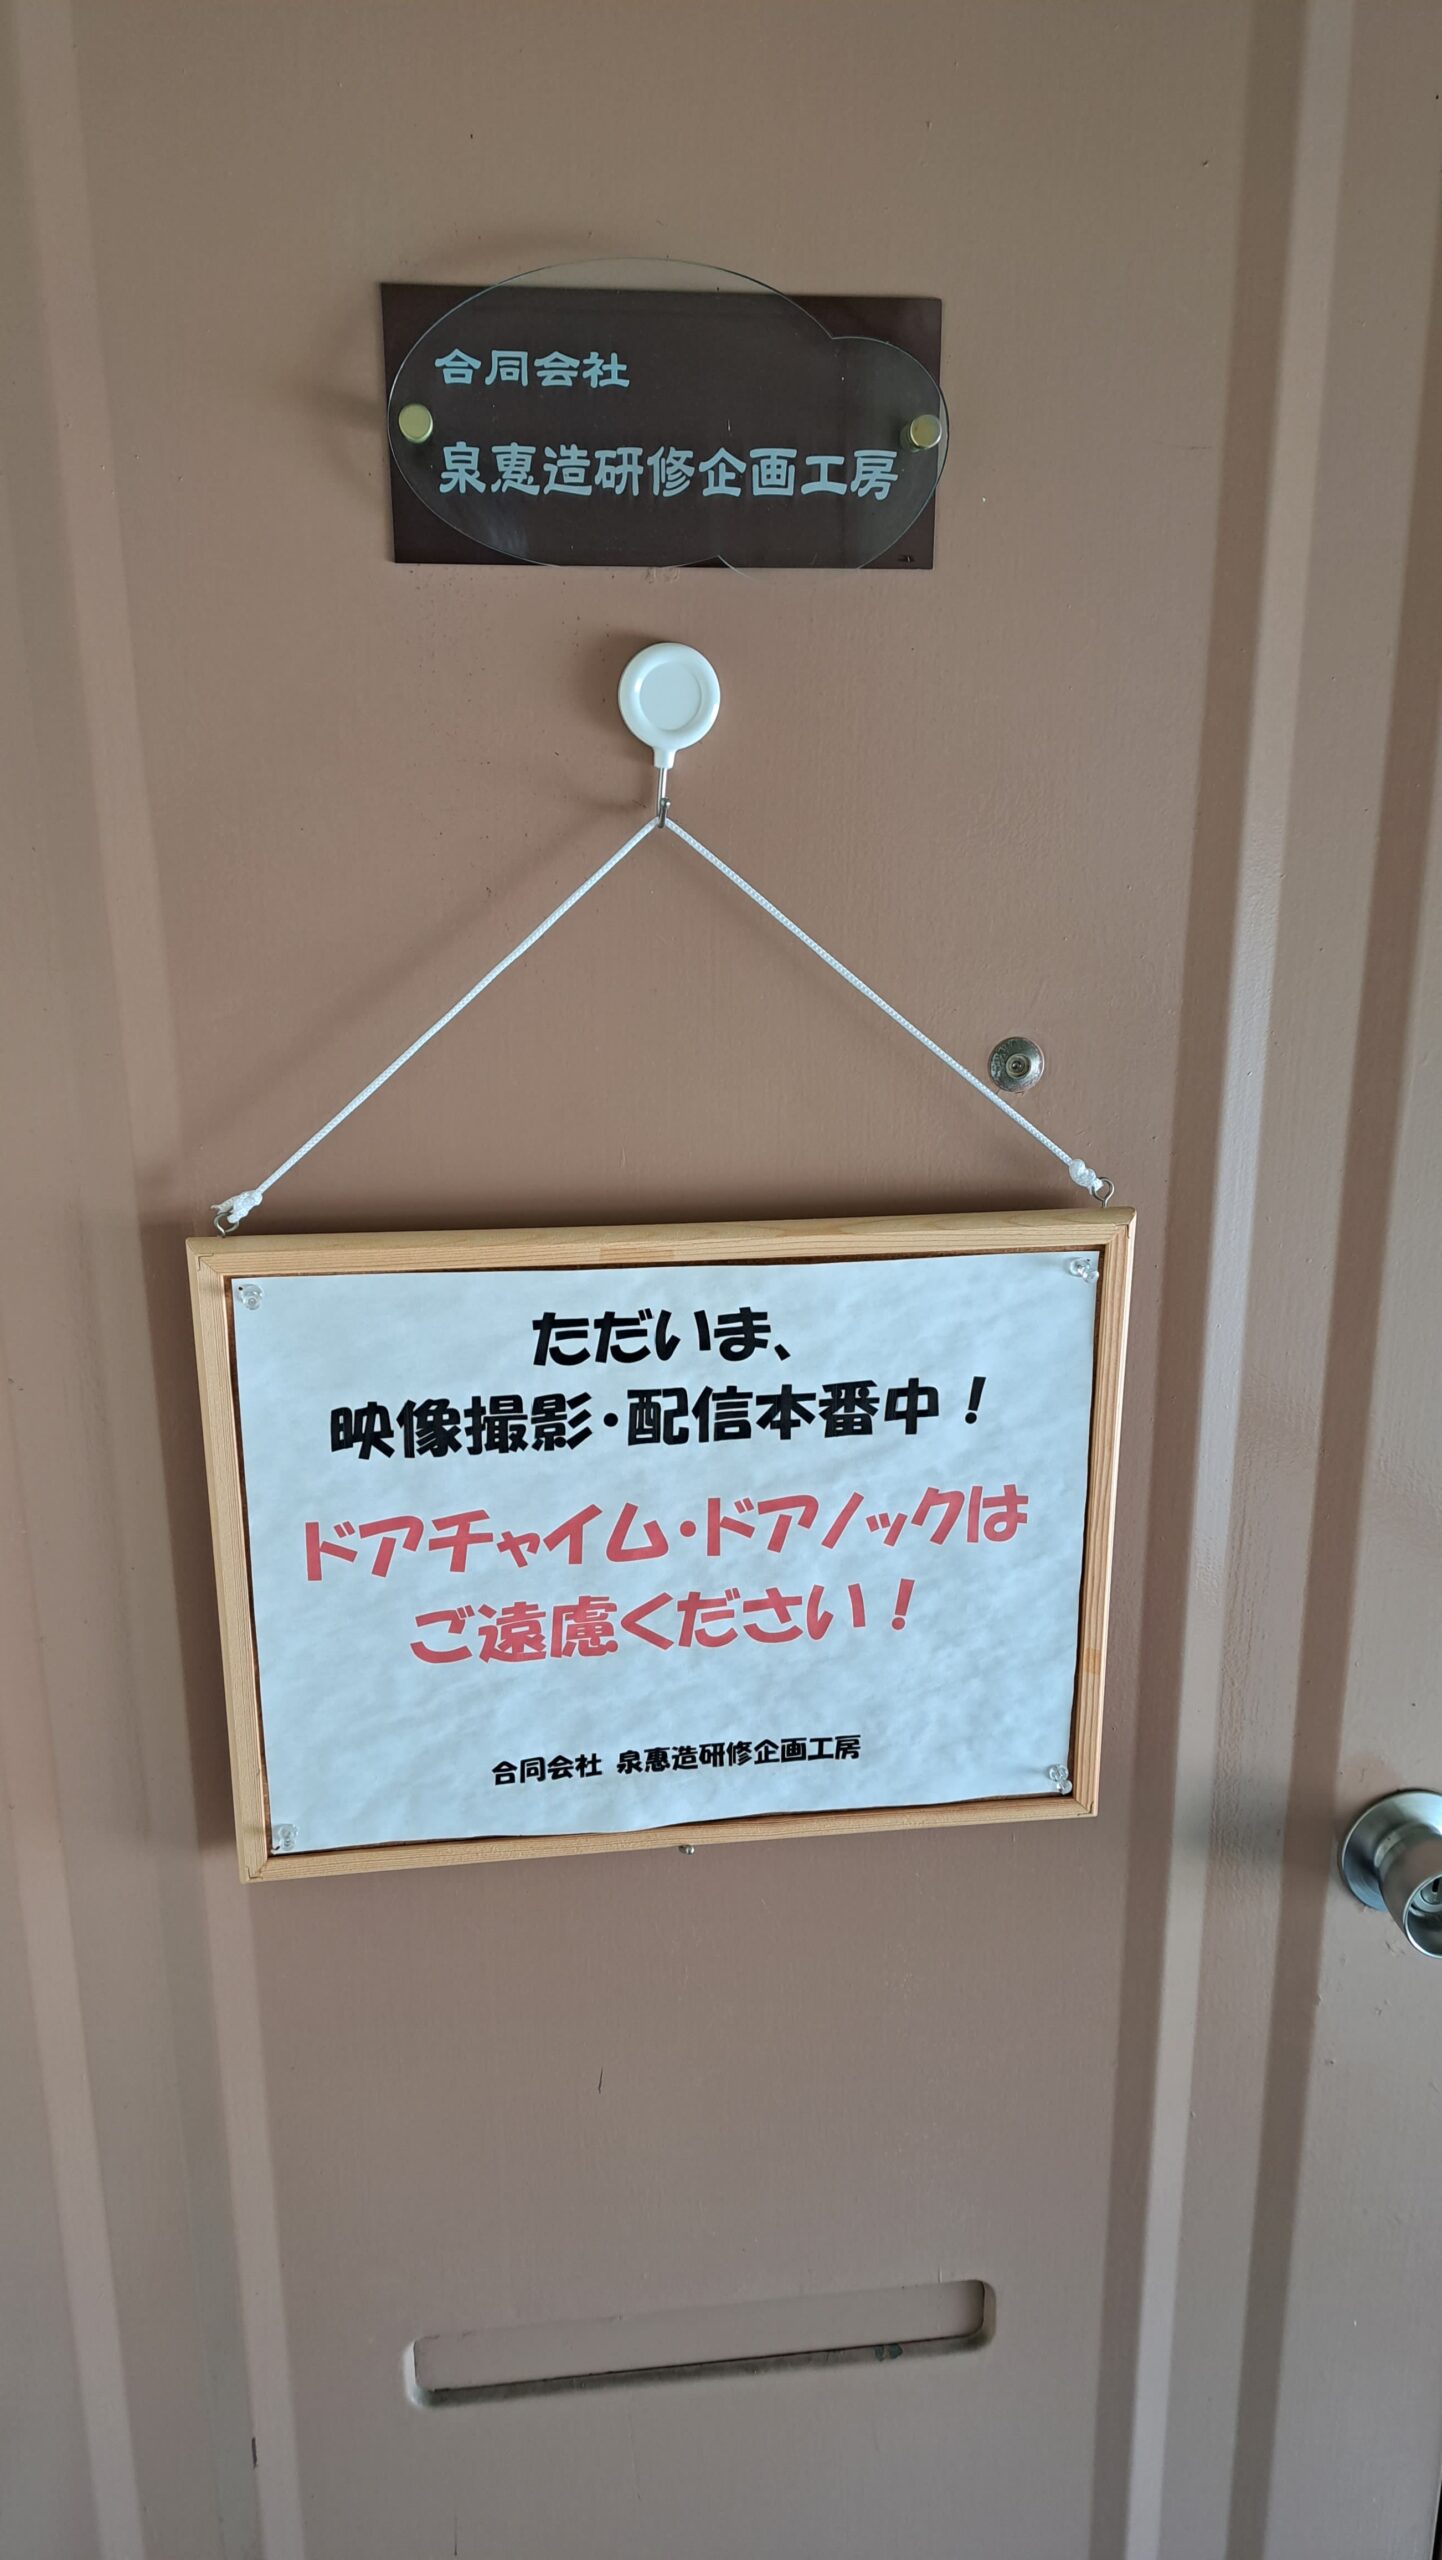 合同会社
泉恵造研修企画工房
ただいま、
映像撮影・配信本番中！
ドアチャイム・ドアノックは
ご遠慮ください！
合同会社 泉惠造研修企画工房